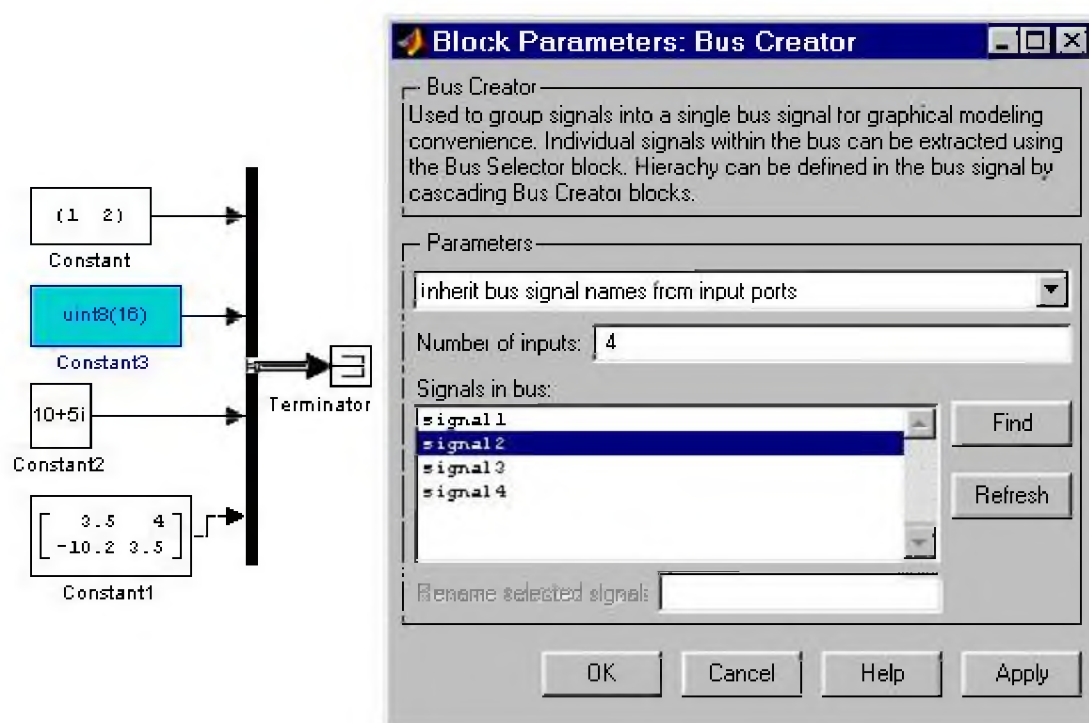 (1 2)
Constant
uint8(16)
Constant3
10+5i
Constant2
3.5 4
-10.2 3.5
Constant1
Terminator
Block Parameters: Bus Creator
Bus Creator
Used to group signals into a single bus signal for graphical modeling
convenience. Individual signals within the bus can be extracted using
the Bus Selector block. Hierachy can be defined in the bus signal by
cascading Bus Creator blocks.
Parameters
inherit bus signal names from input ports
Number of inputs: 4
Signals in bus:
signal1
signal2
signal3
signal4
Find
Refresh
Rename selected signal:
OK
Cancel
Help
Apply